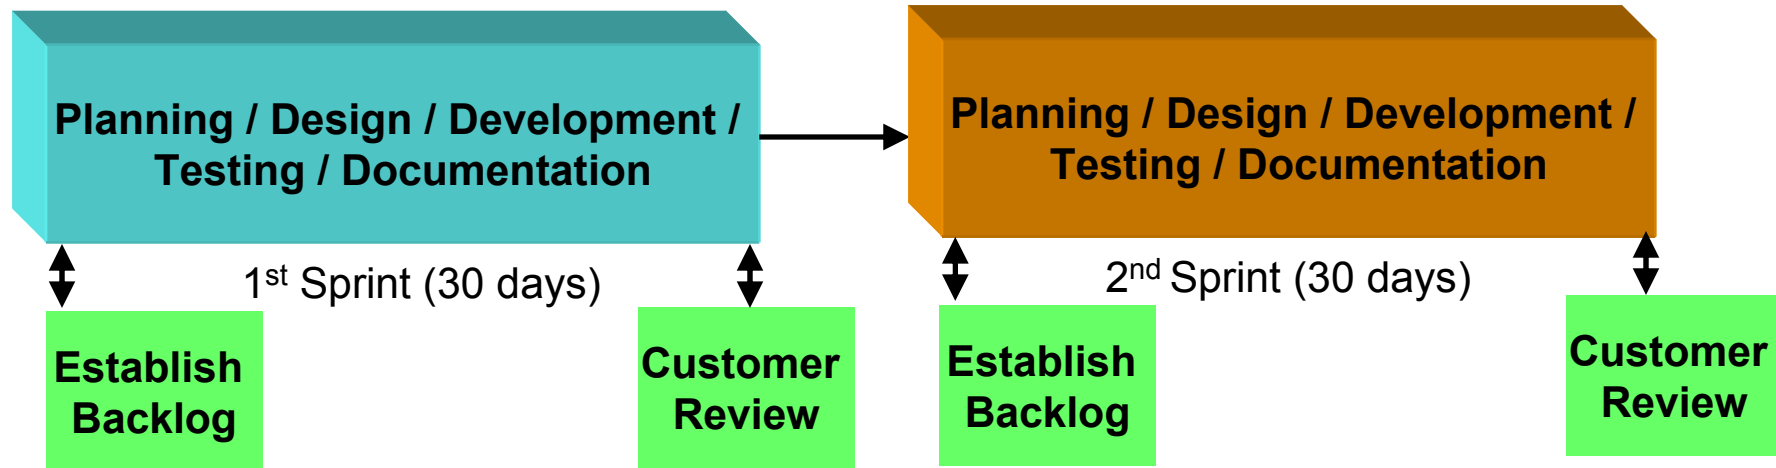 Planning / Design / Development /
Testing / Documentation
Planning / Design / Development /
Testing / Documentation
1st Sprint (30 days)
2nd Sprint (30 days)
Establish
Backlog
Customer
Review
Establish
Backlog
Customer
Review